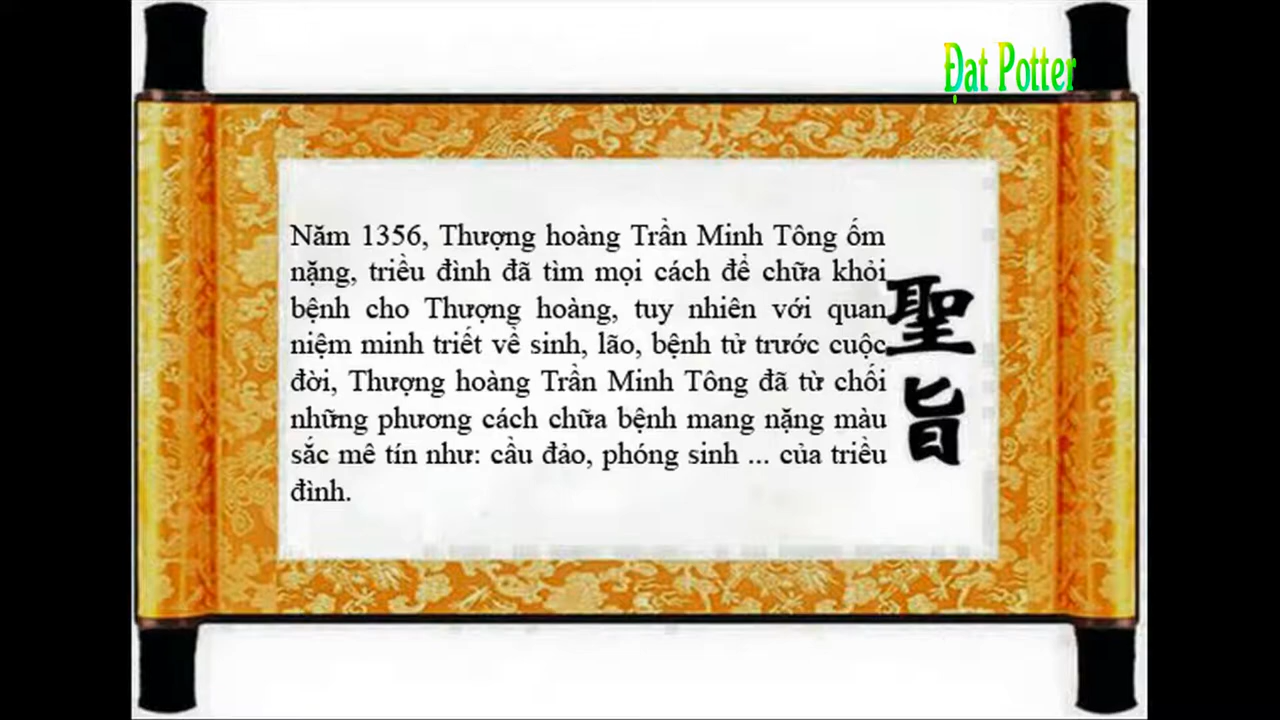 Đạt Potter
Năm 1356, Thượng hoàng Trần Minh Tông ốm
nặng, triều đình đã tìm mọi cách để chữa khỏi
bệnh cho Thượng hoàng, tuy nhiên với quan
niệm minh triết về sinh, lão, bệnh tử trước cuộc
đời, Thượng hoàng Trần Minh Tông đã từ chối
những phương cách chữa bệnh mang nặng màu
sắc mê tín như: cầu đảo, phóng sinh ... của triều
đình.
聖
旨